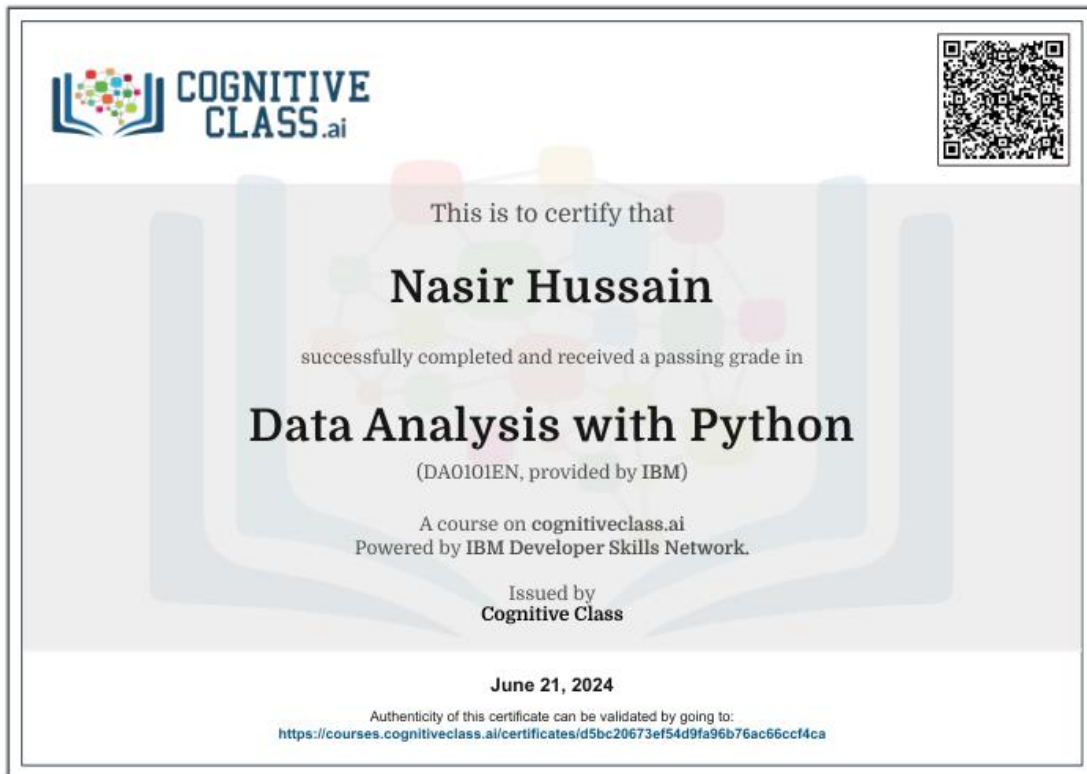 COGNITIVE
CLASS.ai
This is to certify that
Nasir Hussain
successfully completed and received a passing grade in
Data Analysis with Python
(DA0101EN, provided by IBM)
A course on cognitiveclass.ai
Powered by IBM Developer Skills Network.
Issued by
Cognitive Class
June 21, 2024
Authenticity of this certificate can be validated by going to:
https://courses.cognitiveclass.ai/certificates/d5bc20673ef54d9fa96b76ac66ccf4ca